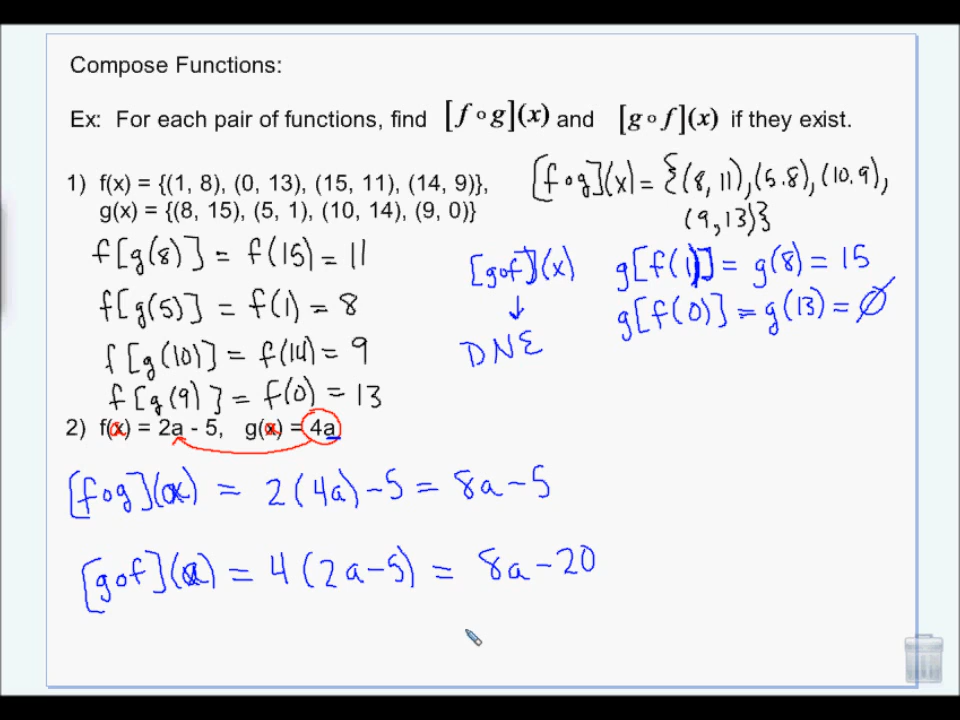 Compose Functions:
Ex: For each pair of functions, find [f ∘ g](x) and [g ∘ f](x) if they exist.
1) f(x) = {(1, 8), (0, 13), (15, 11), (14, 9)},
g(x) = {(8, 15), (5, 1), (10, 14), (9, 0)}
[f∘g](x) = {(8, 11), (5.8), (10, 9),
(9, 13)}
f[g(8)] = f(15) = 11
f[g(5)] = f(1) = 8
f[g(10)] = f(14) = 9
f[g(9)] = f(0) = 13
[g∘f](x)
↓
DNE
g[f(1)] = g(8) = 15
g[f(0)] = g(13) = ∅
2) f(a) = 2a - 5, g(a) = 4a
[f∘g](a) = 2(4a) - 5 = 8a - 5
[g∘f](a) = 4(2a - 5) = 8a - 20